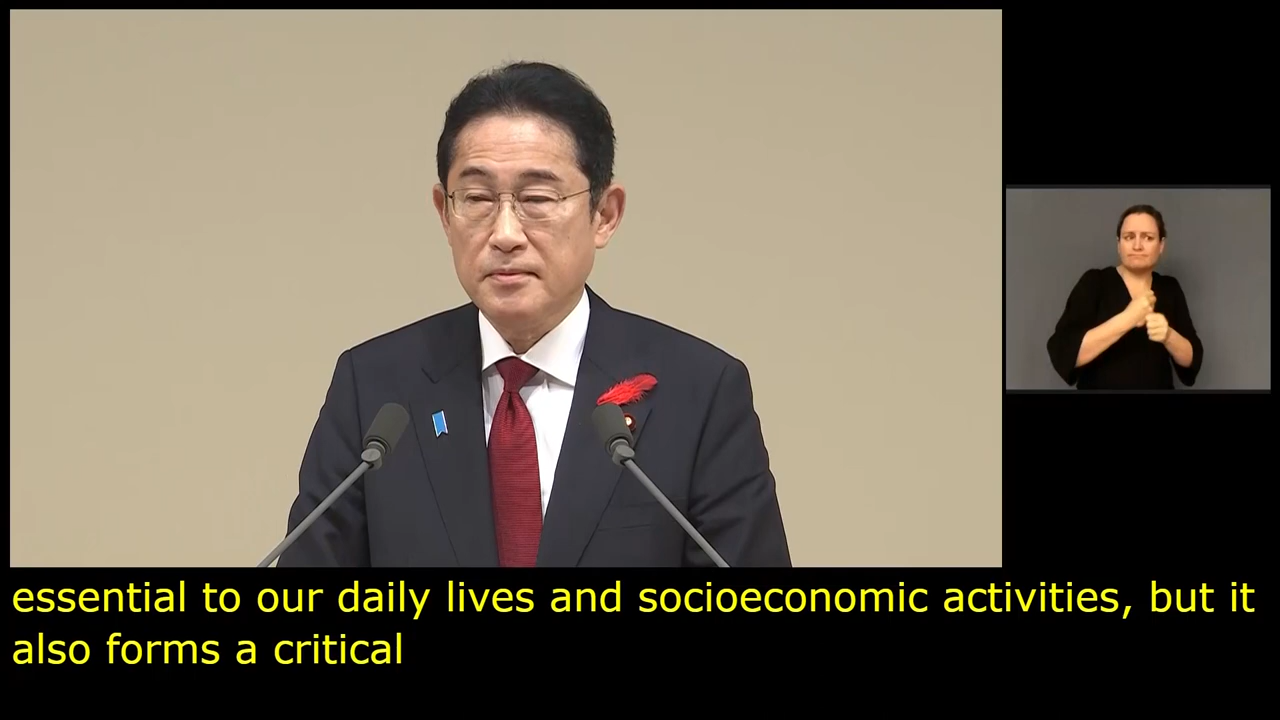 essential to our daily lives and socioeconomic activities, but it
also forms a critical